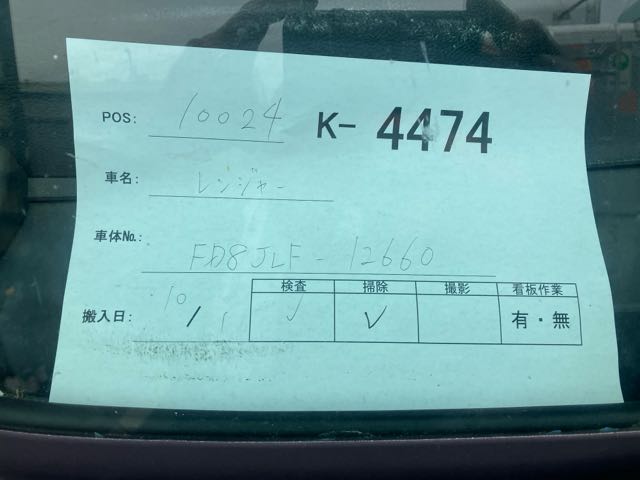 POS: 10024 K- 4474
車名: レンジャー
車体No.: FD8JLF-12660
検査 掃除 撮影 看板作業
搬入日: 10/1 ✓ ✓ 有・無